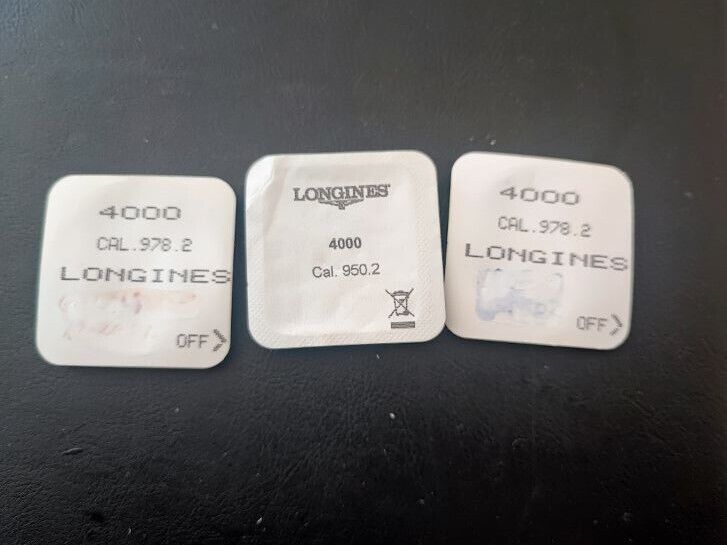 4000
CAL.978.2
LONGINES
OFF
LONGINES
4000
Cal. 950.2
4000
CAL.978.2
LONGINES
OFF